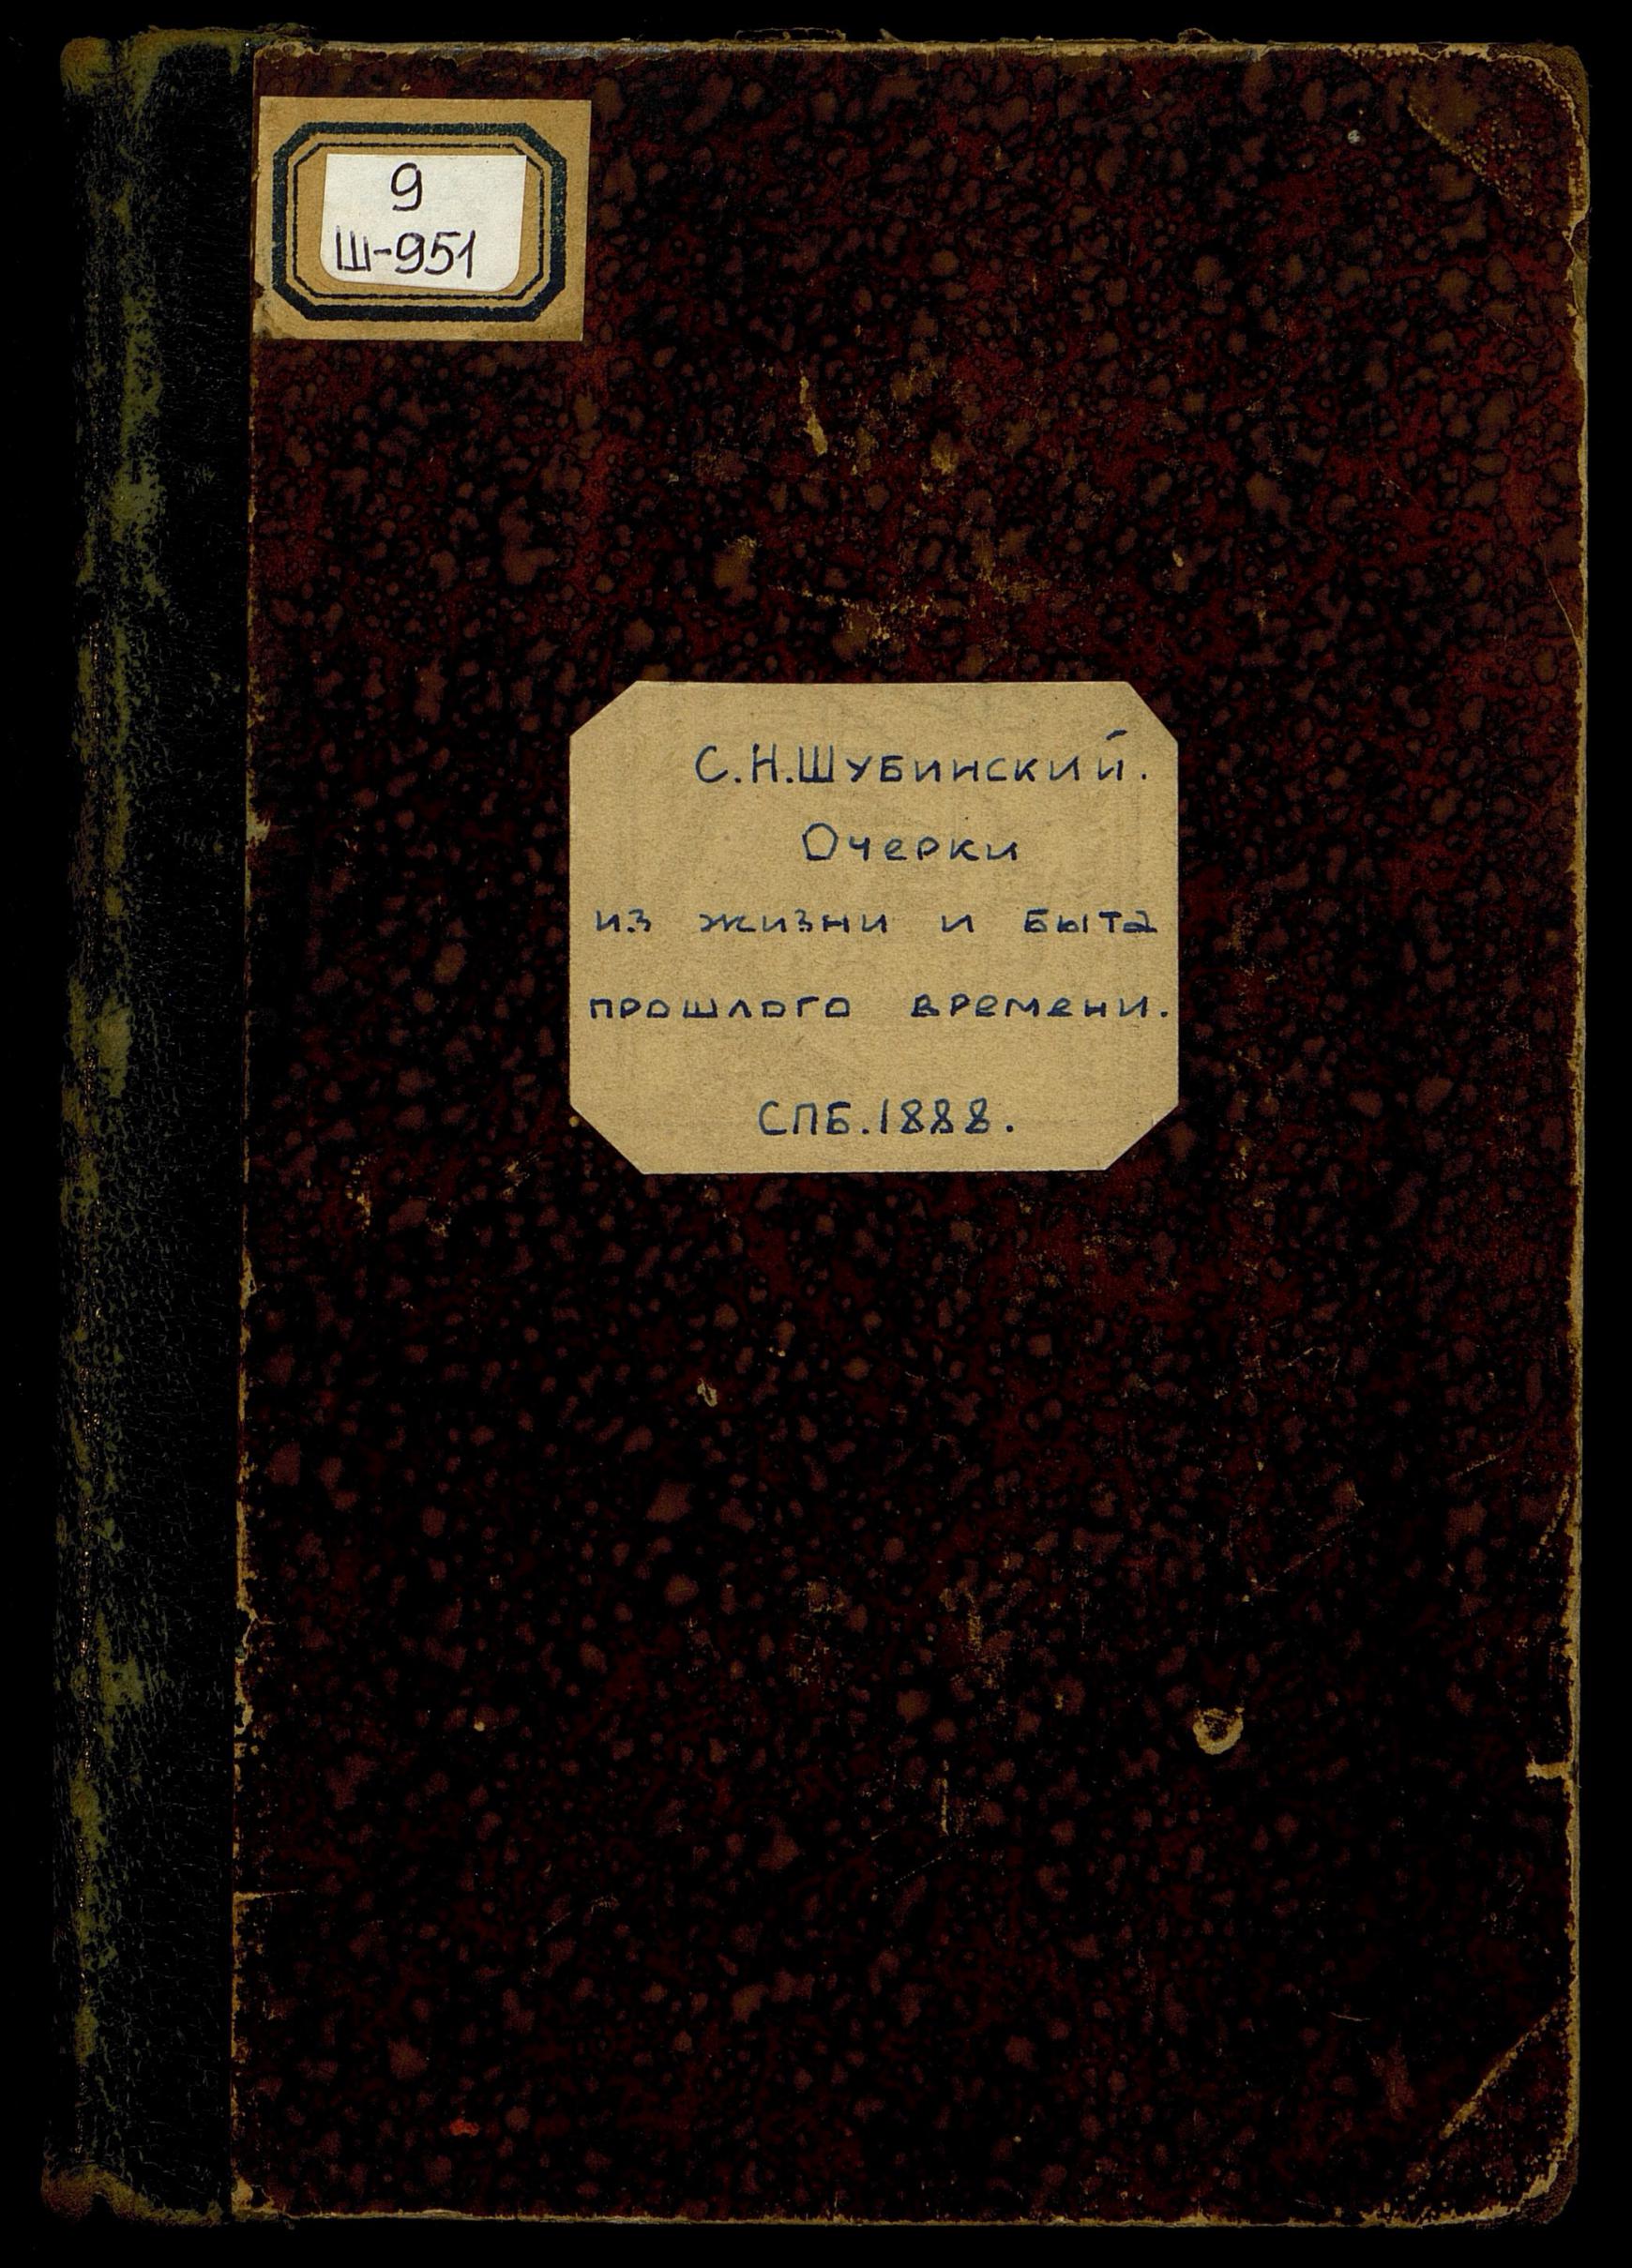 9
Ш-951
С.Н.Шубинский.
Очерки
из жизни и быта
прошлого времени.
СПБ.1888.